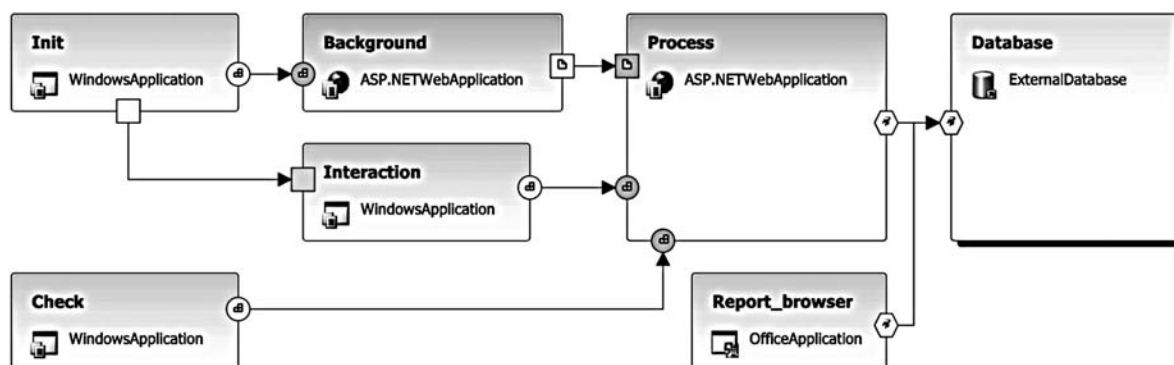 Init
WindowsApplication
Background
ASP.NETWebApplication
Process
ASP.NETWebApplication
Database
ExternalDatabase
Interaction
WindowsApplication
Check
WindowsApplication
Report_browser
OfficeApplication